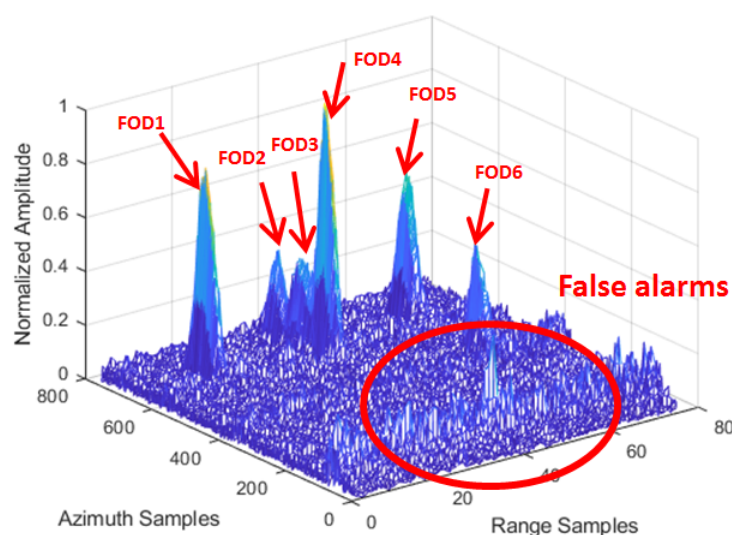 FOD4
FOD5
FOD1
FOD2
FOD3
FOD6
False alarms
Normalized Amplitude
1
0.8
0.6
0.4
0.2
0
800
600
400
200
0
0
20
40
60
80
Azimuth Samples
Range Samples